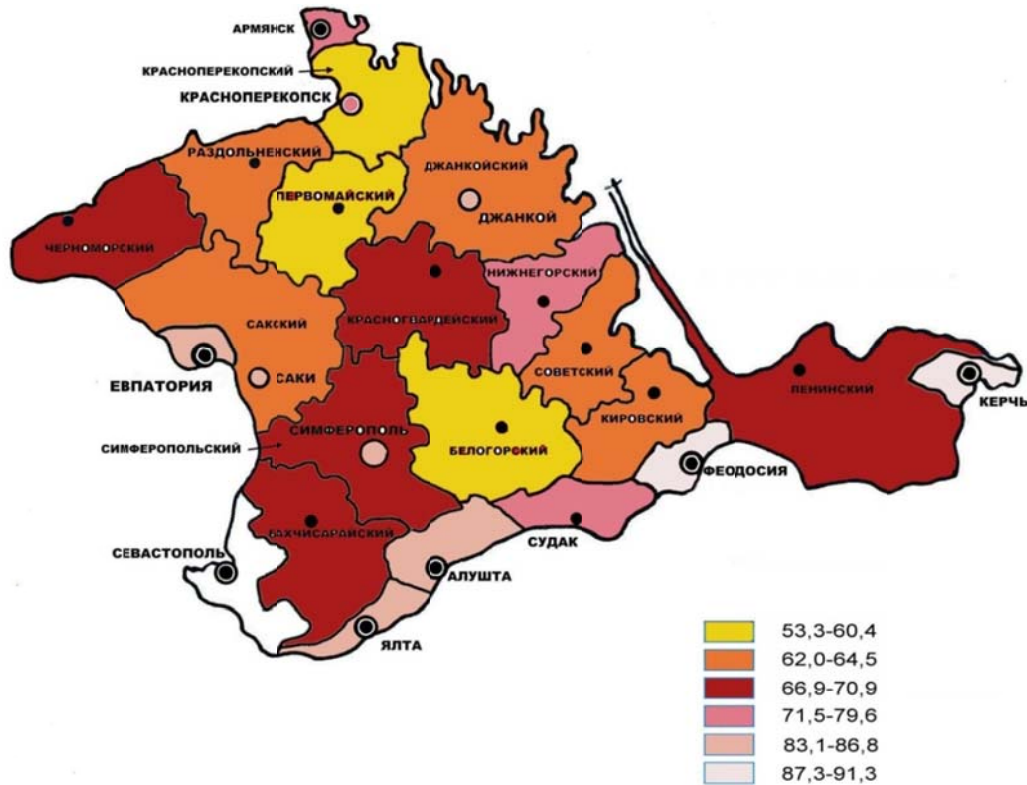 АРМЯНСК
КРАСНОПЕРЕКОПСКИЙ
КРАСНОПЕРЕКОПСК
РАЗДОЛЬНЕНСКИЙ
ДЖАНКОЙСКИЙ
ПЕРВОМАЙСКИЙ
ДЖАНКОЙ
ЧЕРНОМОРСКИЙ
НИЖНЕГОРСКИЙ
САКСКИЙ
КРАСНОГВАРДЕЙСКИЙ
ЕВПАТОРИЯ
САКИ
СОВЕТСКИЙ
ЛЕНИНСКИЙ
КЕРЧЬ
КИРОВСКИЙ
СИМФЕРОПОЛЬ
СИМФЕРОПОЛЬСКИЙ
БЕЛОГОРСКИЙ
ФЕОДОСИЯ
БАХЧИСАРАЙСКИЙ
СУДАК
СЕВАСТОПОЛЬ
АЛУШТА
ЯЛТА
53,3-60,4
62,0-64,5
66,9-70,9
71,5-79,6
83,1-86,8
87,3-91,3